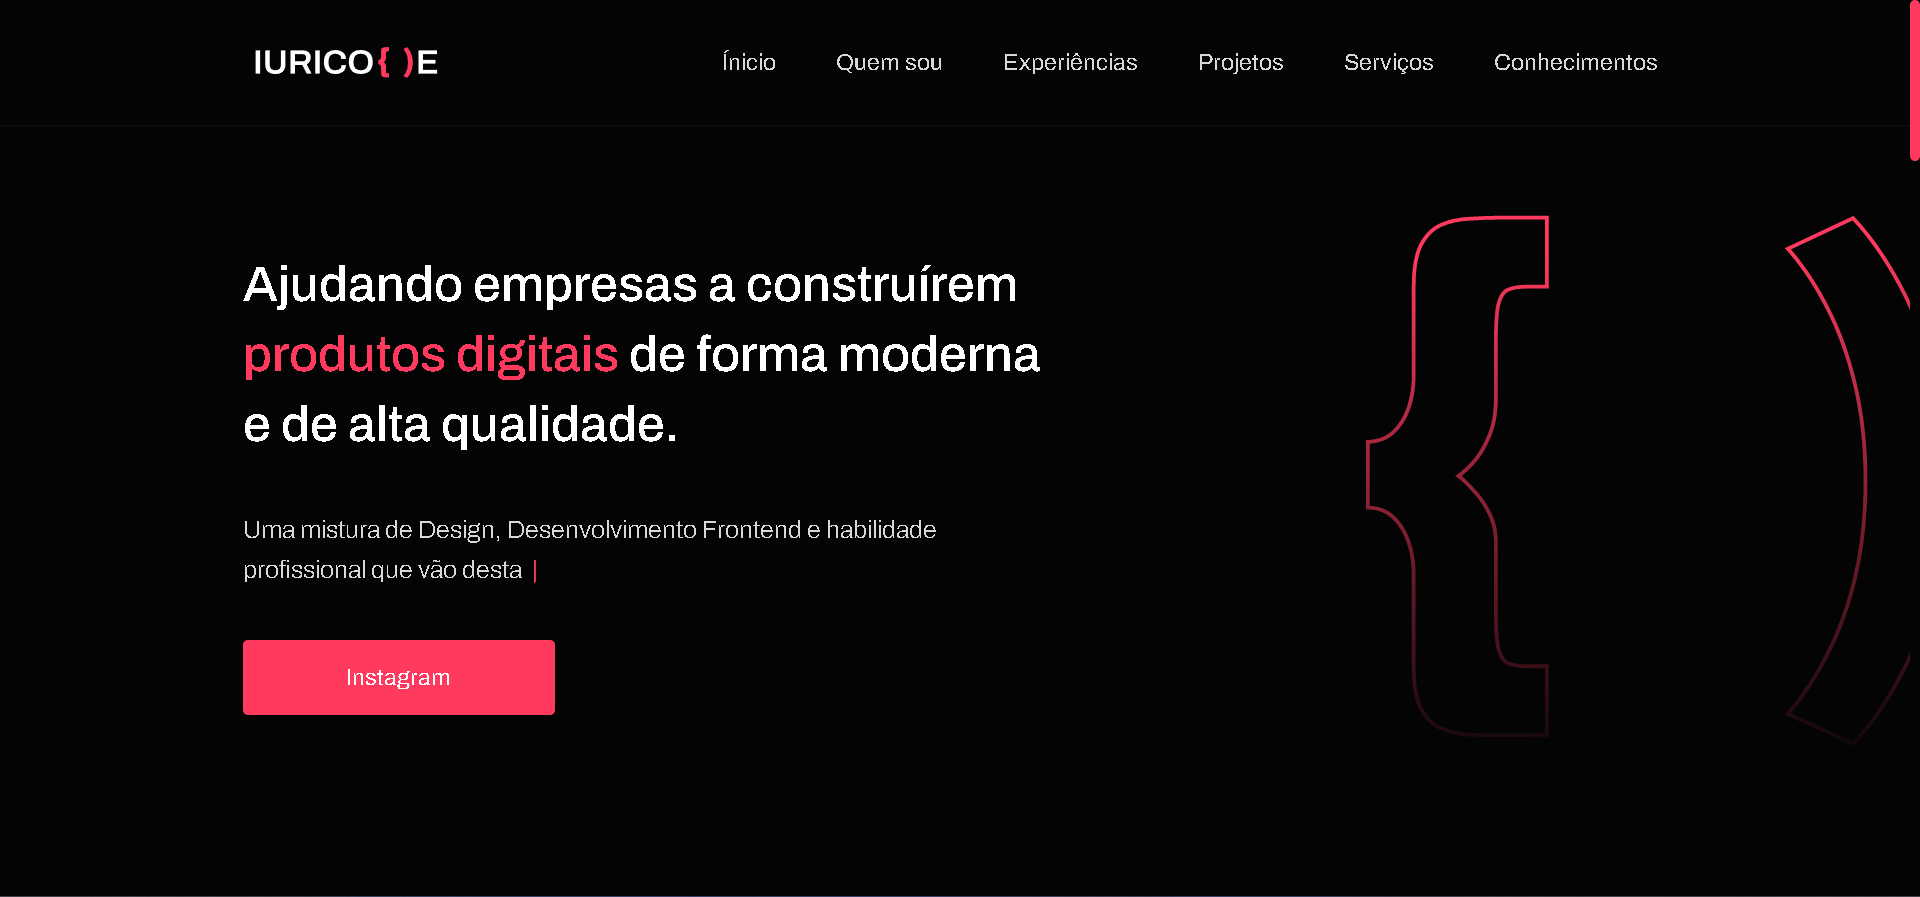 IURICO{ )E
Ínicio Quem sou Experiências Projetos Serviços Conhecimentos
Ajudando empresas a construírem
produtos digitais de forma moderna
e de alta qualidade.
Uma mistura de Design, Desenvolvimento Frontend e habilidade
profissional que vão desta |
Instagram
{ )